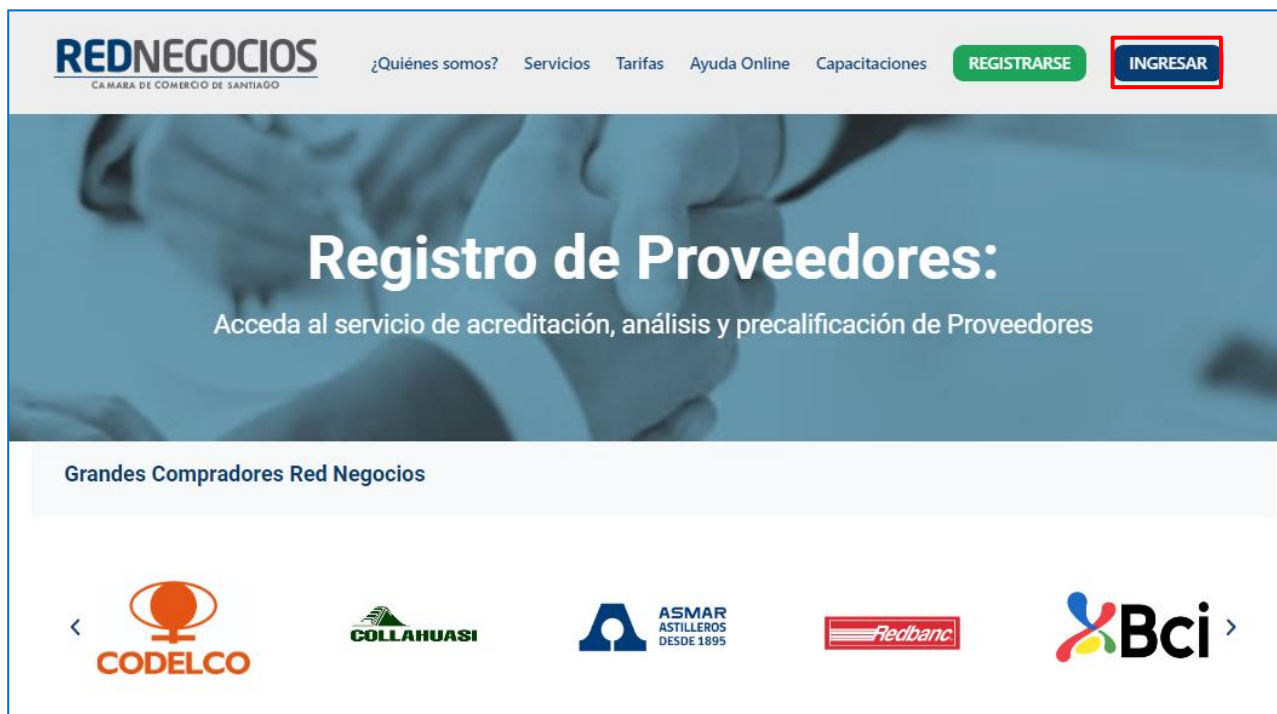 REDNEGOCIOS
CAMARA DE COMERCIO DE SANTIAGO
¿Quiénes somos? Servicios Tarifas Ayuda Online Capacitaciones REGISTRARSE INGRESAR
Registro de Proveedores:
Acceda al servicio de acreditación, análisis y precalificación de Proveedores
Grandes Compradores Red Negocios
CODELCO
COLLAHUASI
ASMAR
ASTILLEROS
DESDE 1895
Redbanc
Bci